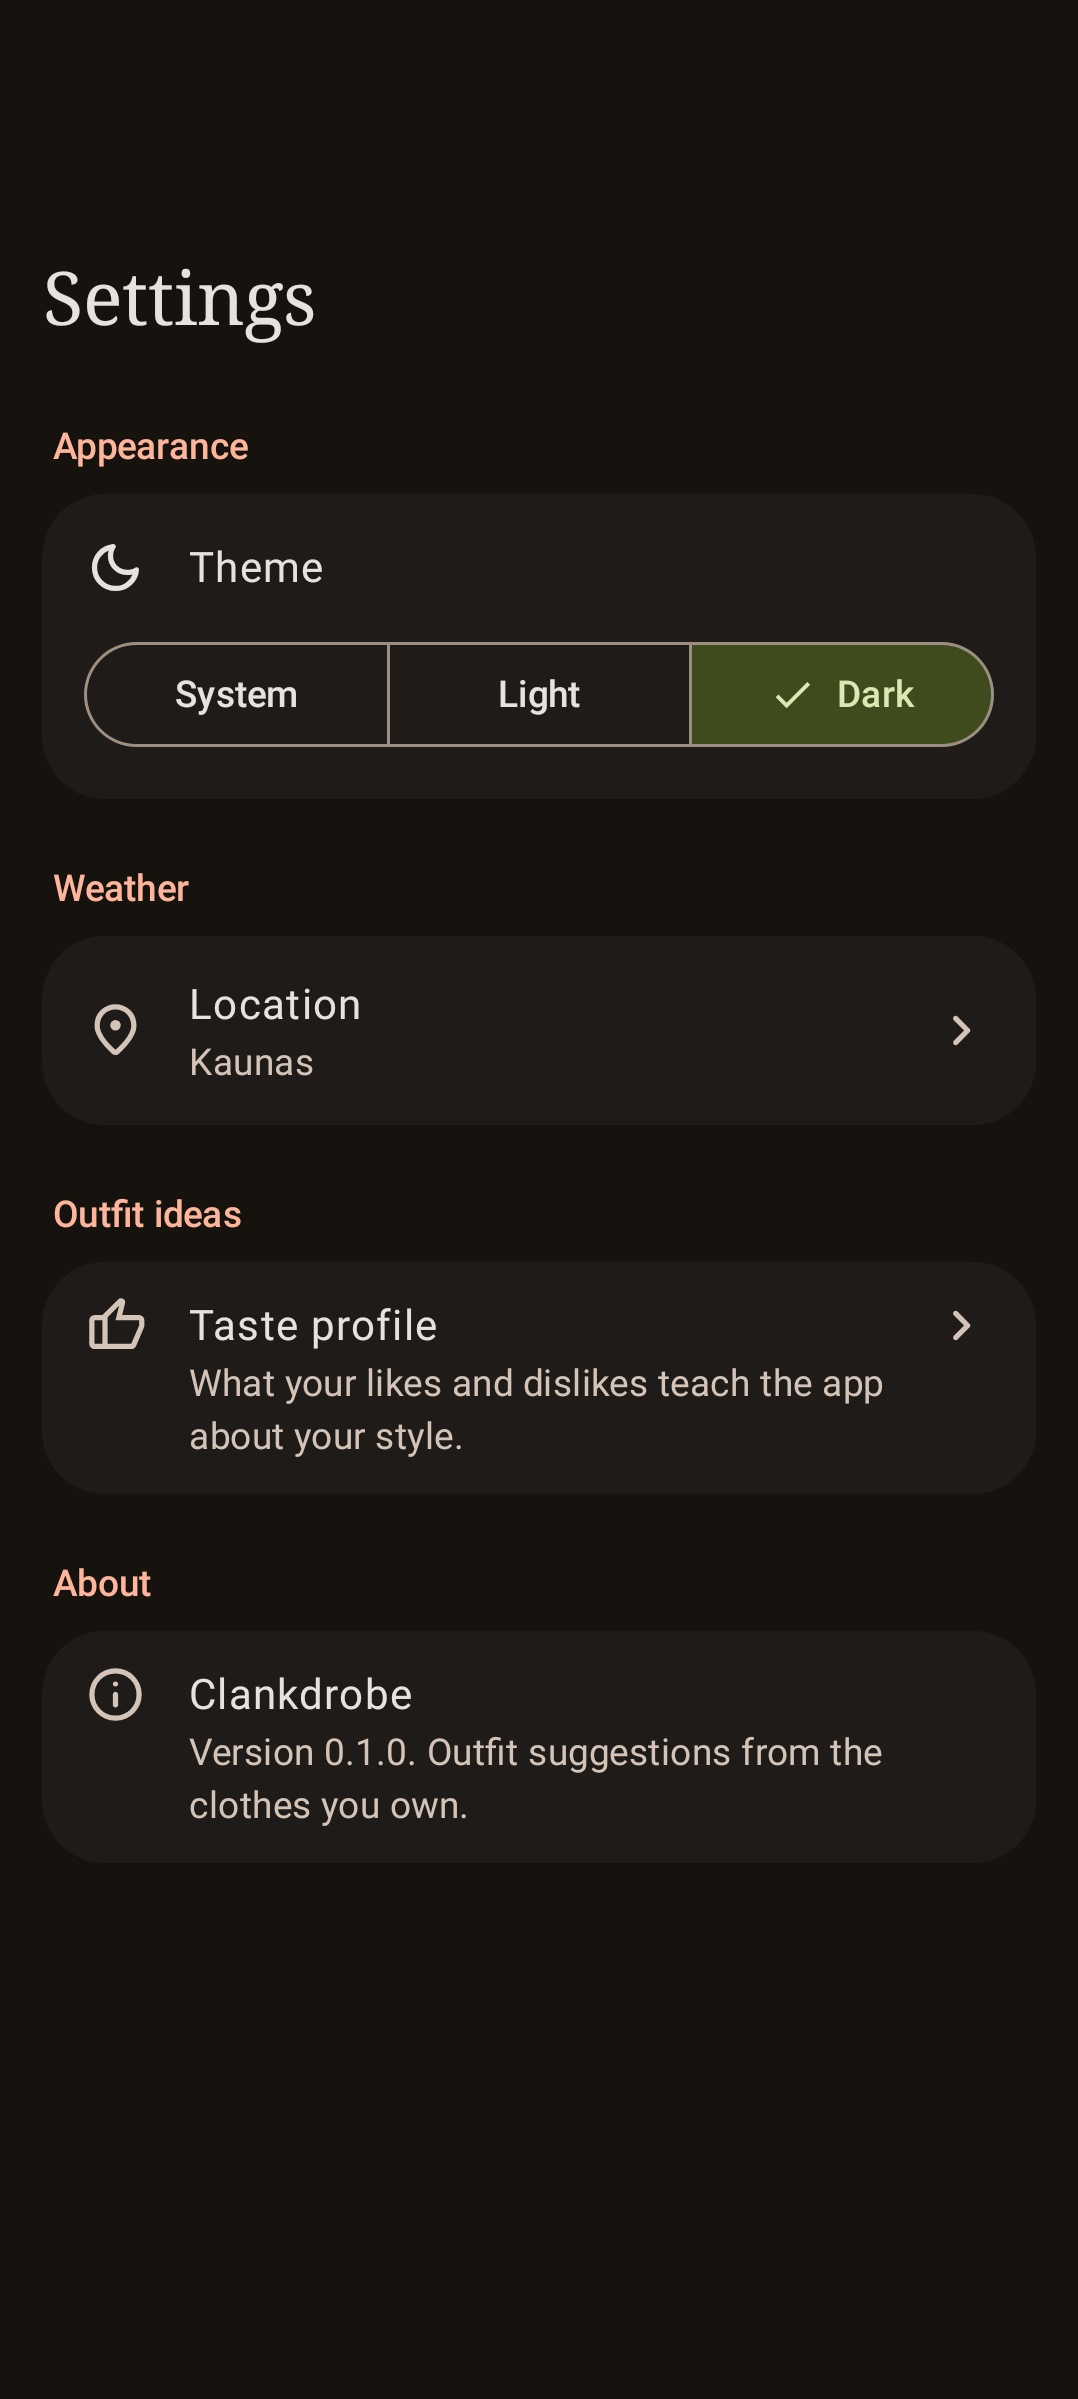 Settings
Appearance
Theme
System
Light
Dark
Weather
Location
Kaunas
Outfit ideas
Taste profile
What your likes and dislikes teach the app
about your style.
About
Clankdrobe
Version 0.1.0. Outfit suggestions from the
clothes you own.